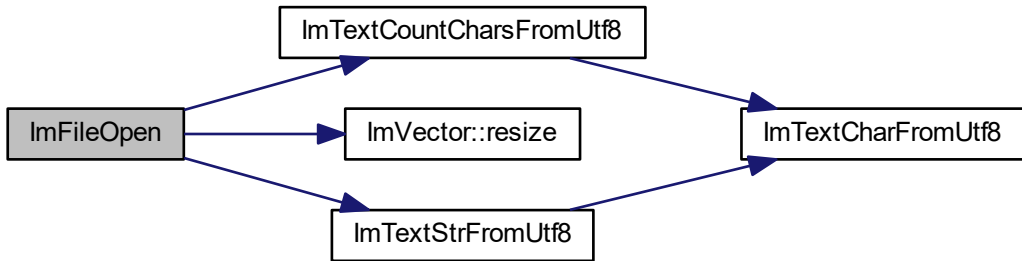 ImTextCountCharsFromUtf8
ImFileOpen
ImVector::resize
ImTextCharFromUtf8
ImTextStrFromUtf8